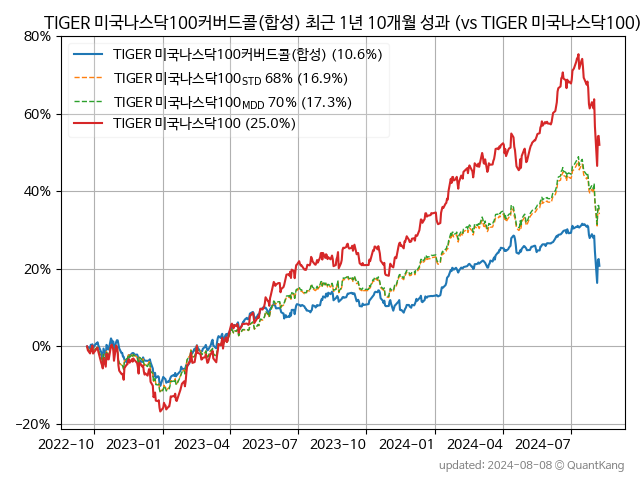 TIGER 미국나스닥100커버드콜(합성) 최근 1년 10개월 성과 (vs TIGER 미국나스닥100)
80%
60%
40%
20%
0%
−20%
TIGER 미국나스닥100커버드콜(합성) (10.6%)
TIGER 미국나스닥100STD 68% (16.9%)
TIGER 미국나스닥100MDD 70% (17.3%)
TIGER 미국나스닥100 (25.0%)
2022-10 2023-01 2023-04 2023-07 2023-10 2024-01 2024-04 2024-07
updated: 2024-08-08 © QuantKang